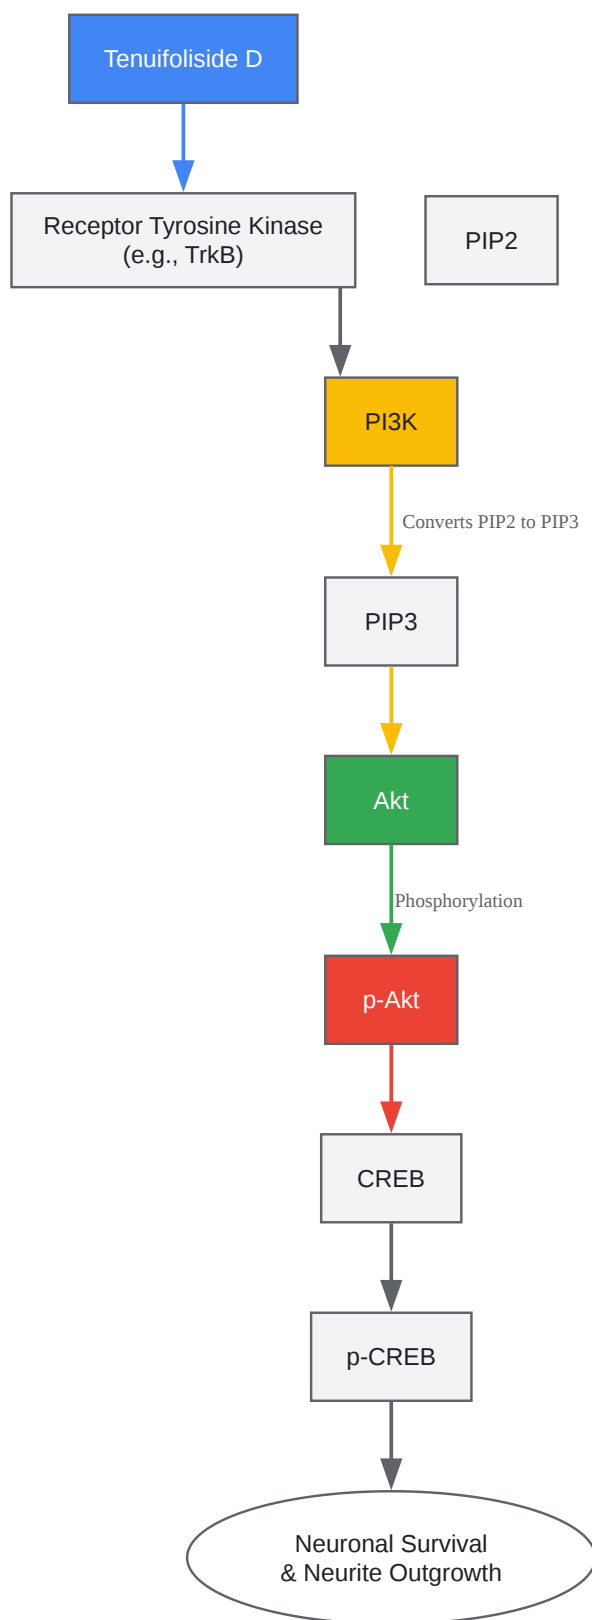 Tenuifoliside D
Receptor Tyrosine Kinase
(e.g., TrkB)
PIP2
PI3K
Converts PIP2 to PIP3
PIP3
Akt
Phosphorylation
p-Akt
CREB
p-CREB
Neuronal Survival
& Neurite Outgrowth